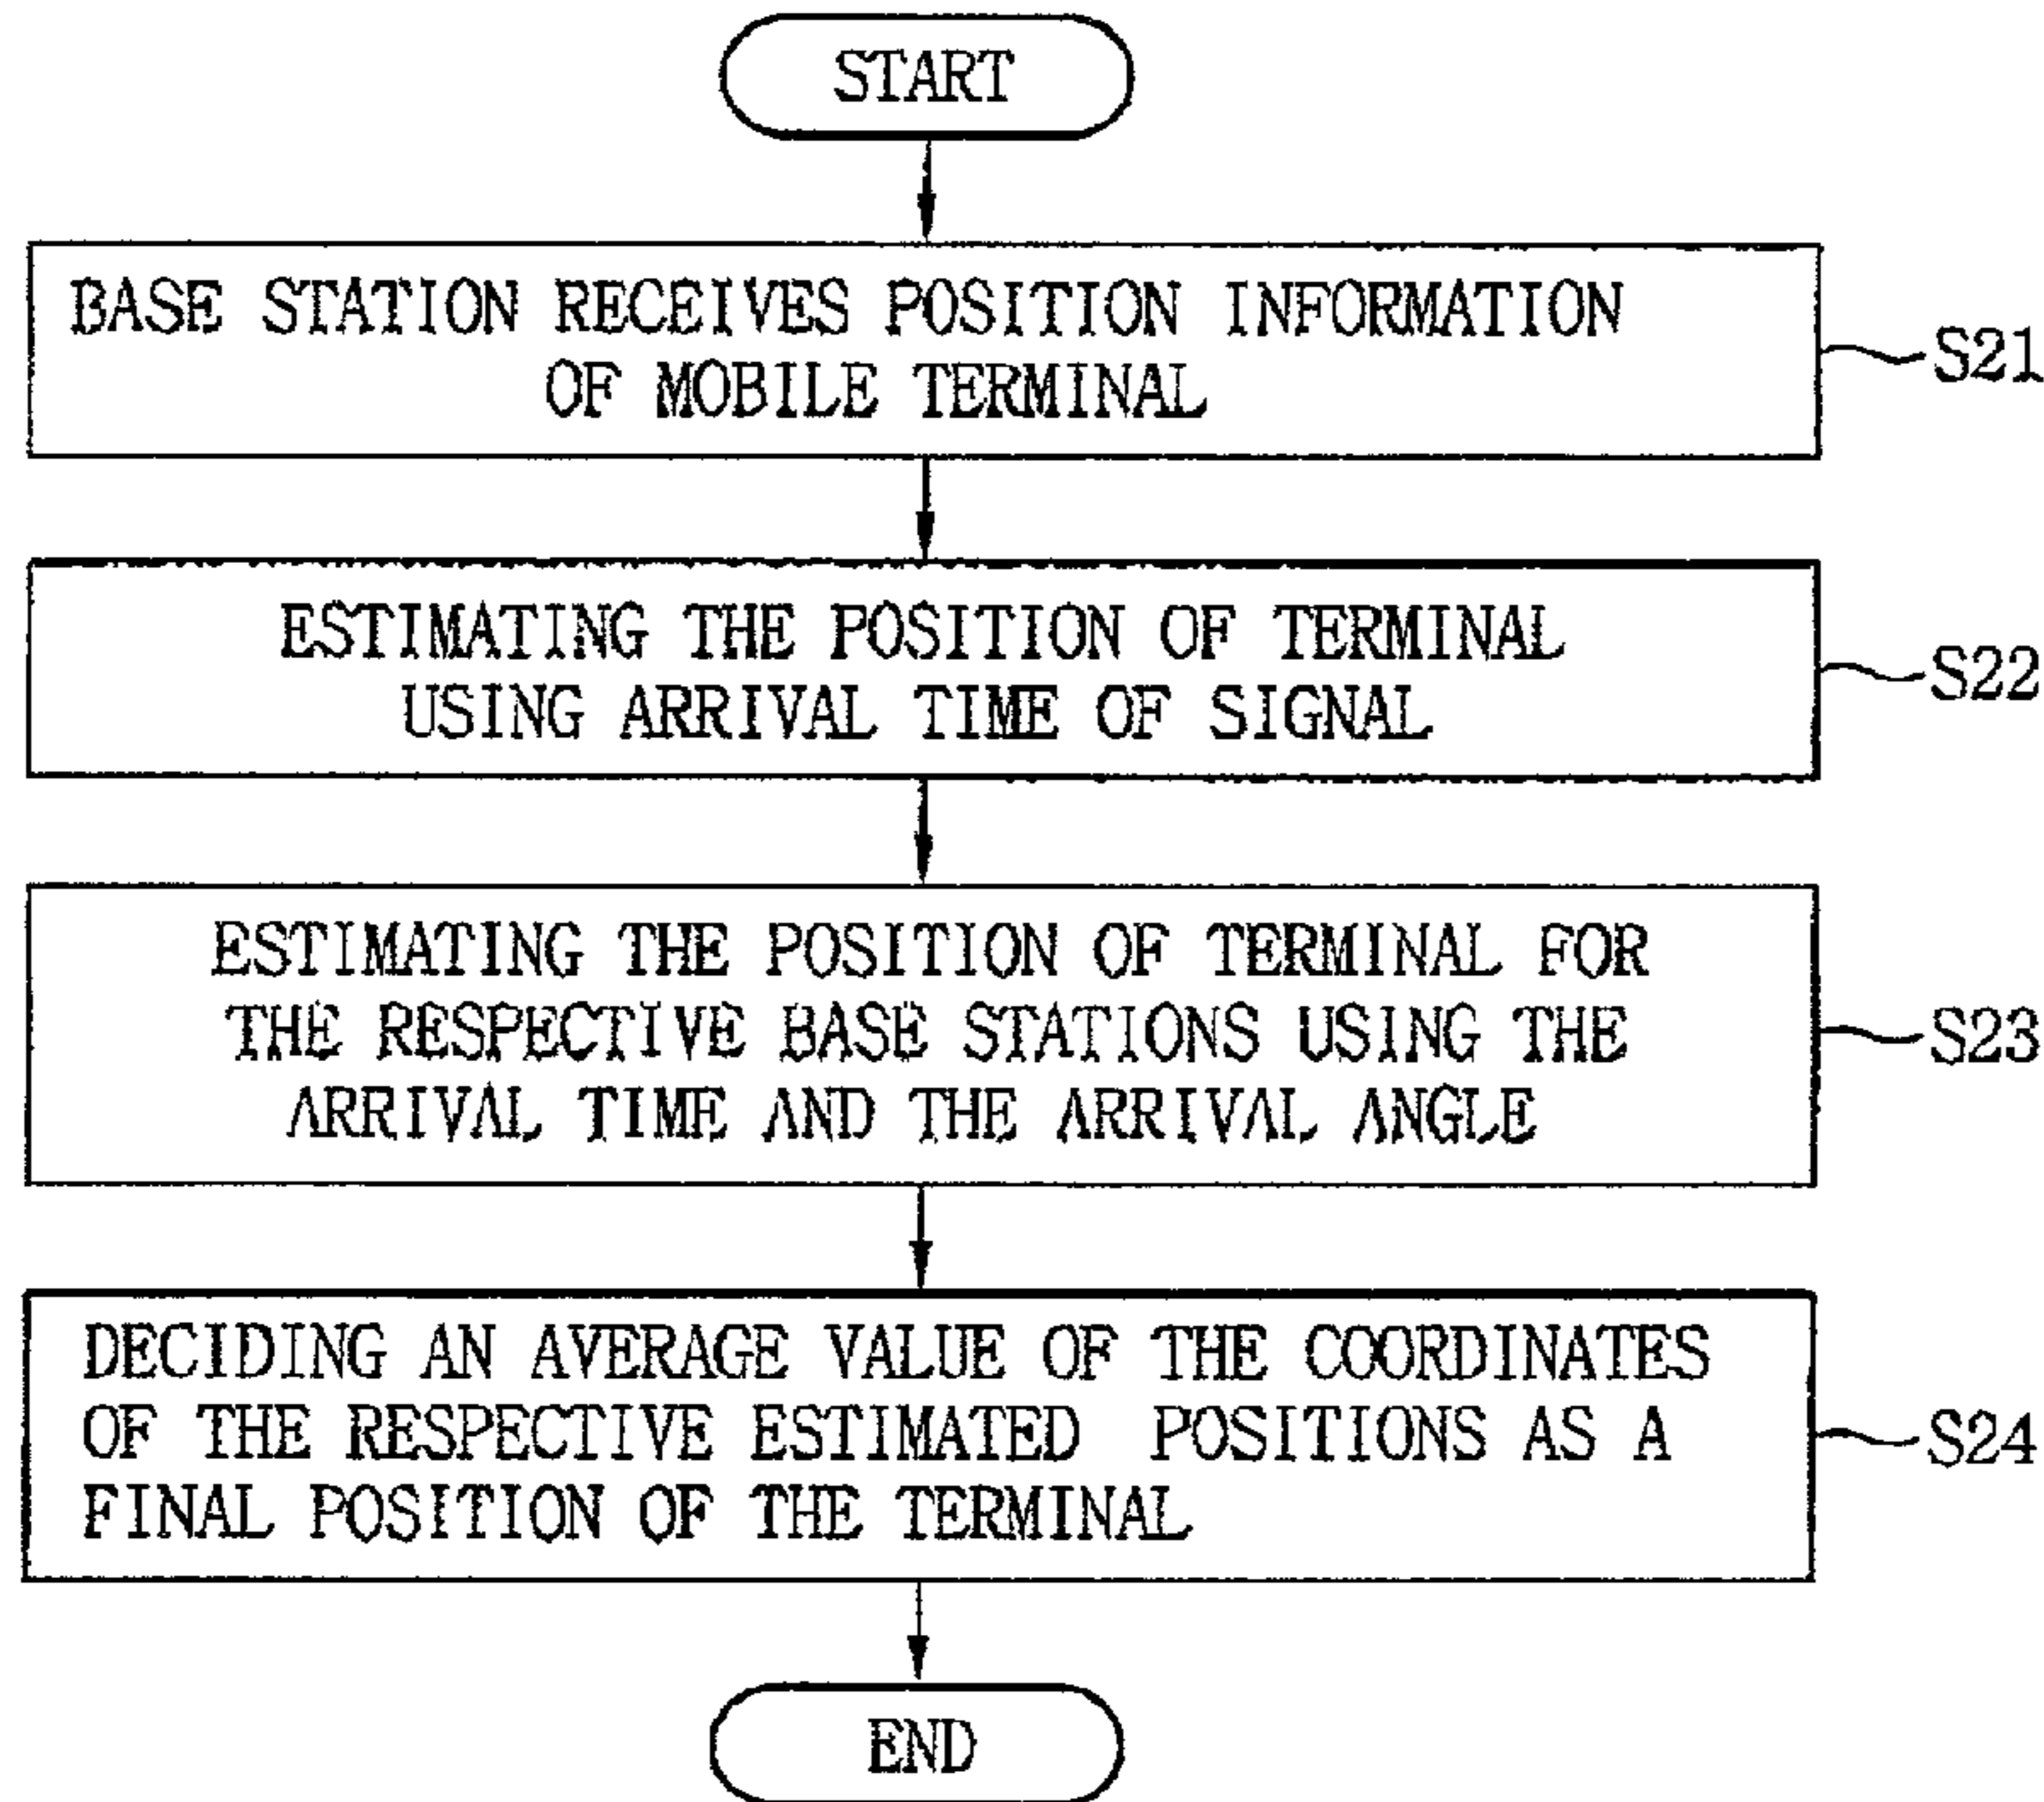 START
BASE STATION RECEIVES POSITION INFORMATION
OF MOBILE TERMINAL
S21
ESTIMATING THE POSITION OF TERMINAL
USING ARRIVAL TIME OF SIGNAL
S22
ESTIMATING THE POSITION OF TERMINAL FOR
THE RESPECTIVE BASE STATIONS USING THE
ARRIVAL TIME AND THE ARRIVAL ANGLE
S23
DECIDING AN AVERAGE VALUE OF THE COORDINATES
OF THE RESPECTIVE ESTIMATED POSITIONS AS A
FINAL POSITION OF THE TERMINAL
S24
END